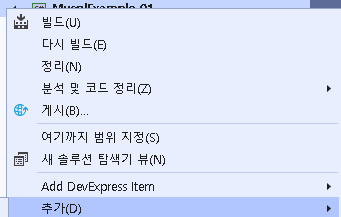 MysqlExample_01
빌드(U)
다시 빌드(E)
정리(N)
분석 및 코드 정리(Z)
게시(B)...
여기까지 범위 지정(S)
새 솔루션 탐색기 뷰(N)
Add DevExpress Item
추가(D)